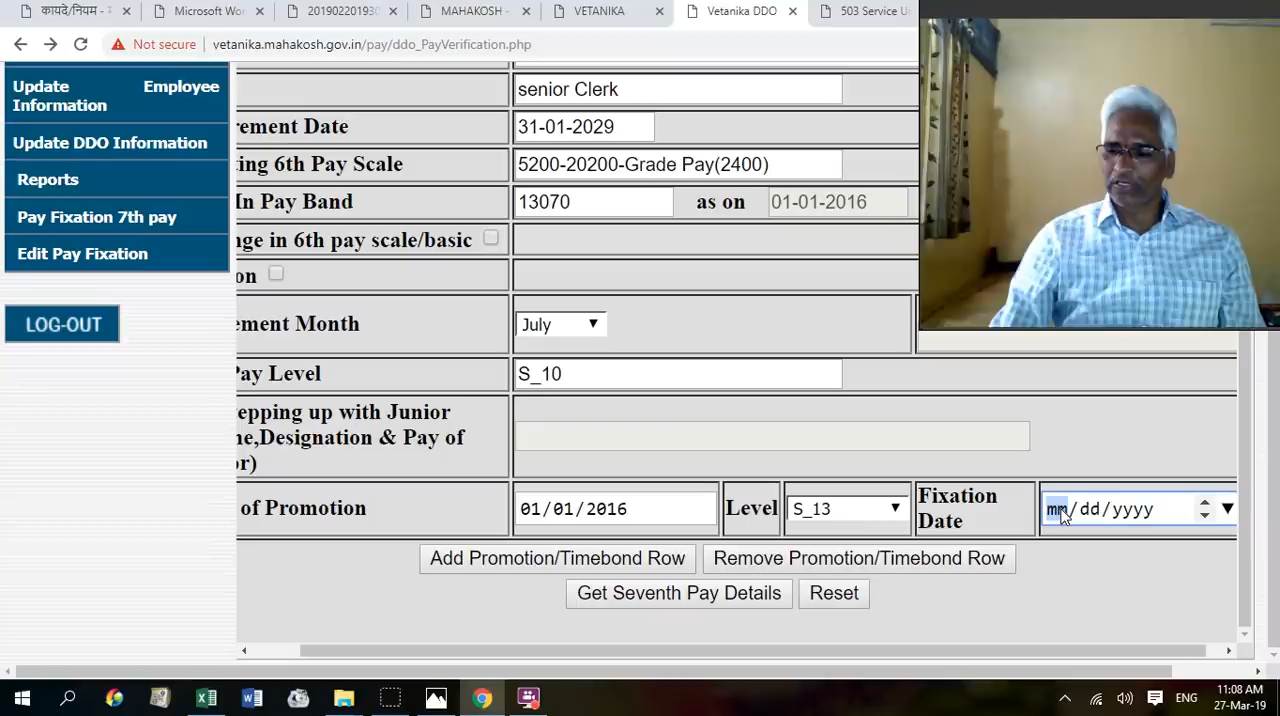 कायदे/नियम - म
Microsoft Wo
201902201930
MAHAKOSH -
VETANIKA
Vetanika DDO
503 Service U
Not secure
vetanika.mahakosh.gov.in/pay/ddo_PayVerification.php
Update Employee
Information
Update DDO Information
Reports
Pay Fixation 7th pay
Edit Pay Fixation
LOG-OUT
senior Clerk
rement Date 31-01-2029
ting 6th Pay Scale 5200-20200-Grade Pay(2400)
In Pay Band 13070 as on 01-01-2016
nge in 6th pay scale/basic
on
ement Month July
Pay Level S_10
epping up with Junior
e,Designation & Pay of
or)
of Promotion 01/01/2016 Level S_13 Fixation
Date mm/dd/yyyy
Add Promotion/Timebond Row Remove Promotion/Timebond Row
Get Seventh Pay Details Reset
ENG
11:08 AM
27-Mar-19